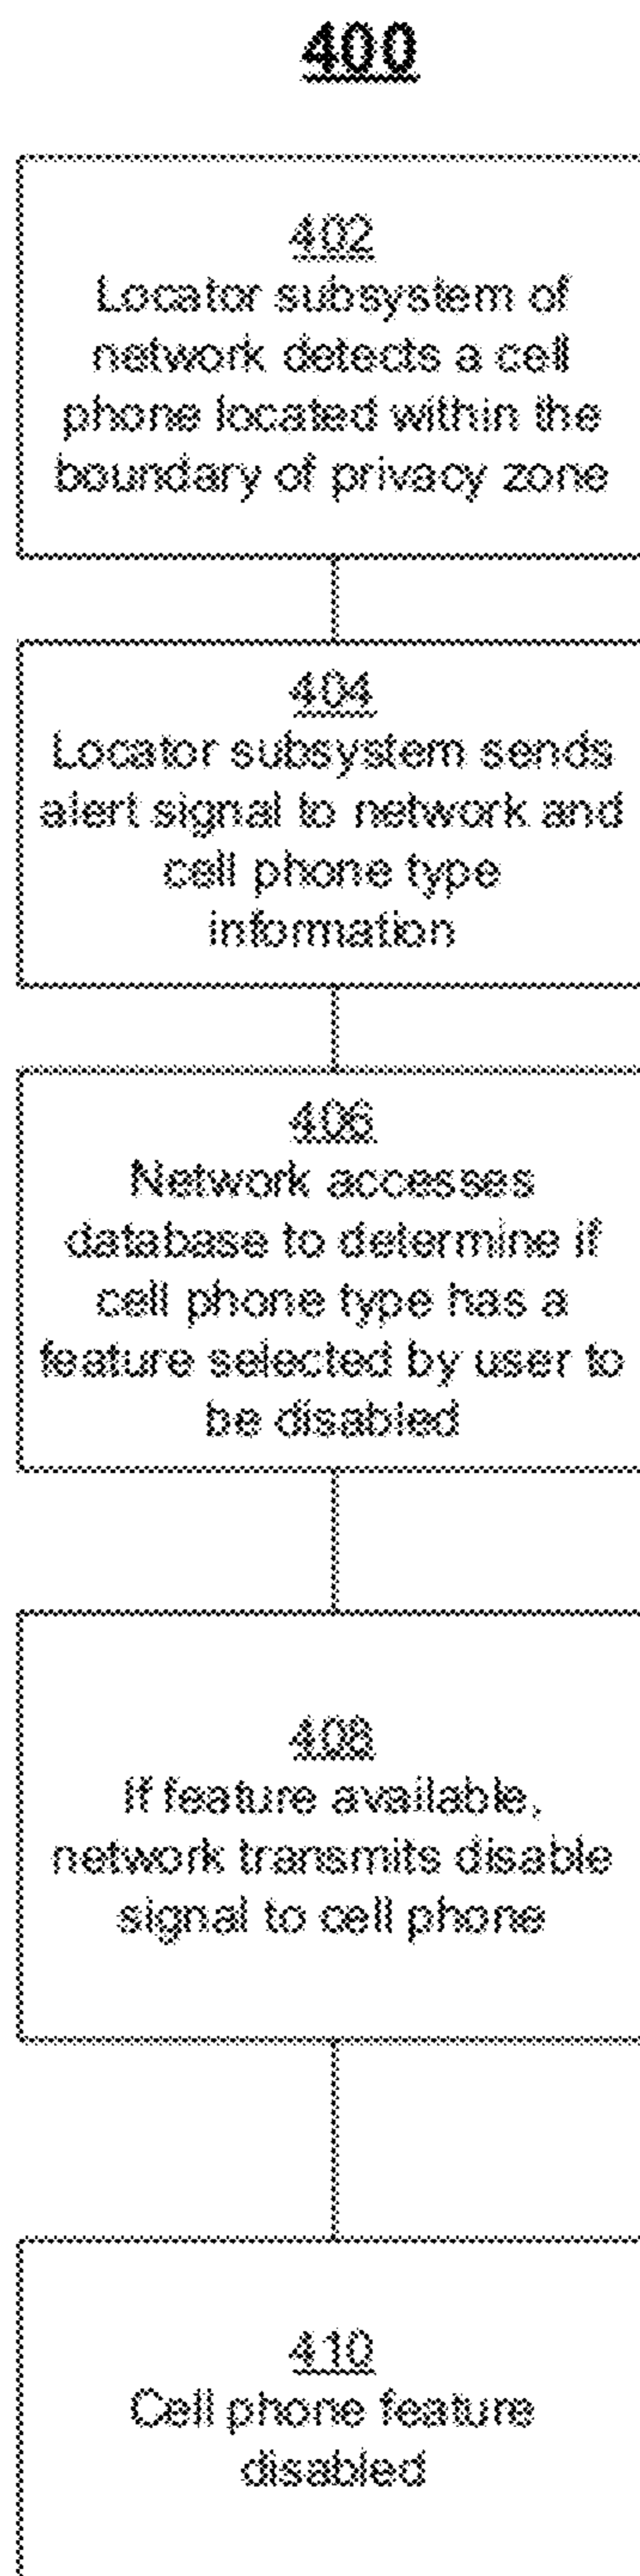 400
402
Locator subsystem of
network detects a cell
phone located within the
boundary of privacy zone
404
Locator subsystem sends
alert signal to network and
cell phone type
information
406
Network accesses
database to determine if
cell phone type has a
feature selected by user to
be disabled
408
If feature available,
network transmits disable
signal to cell phone
410
Cell phone feature
disabled